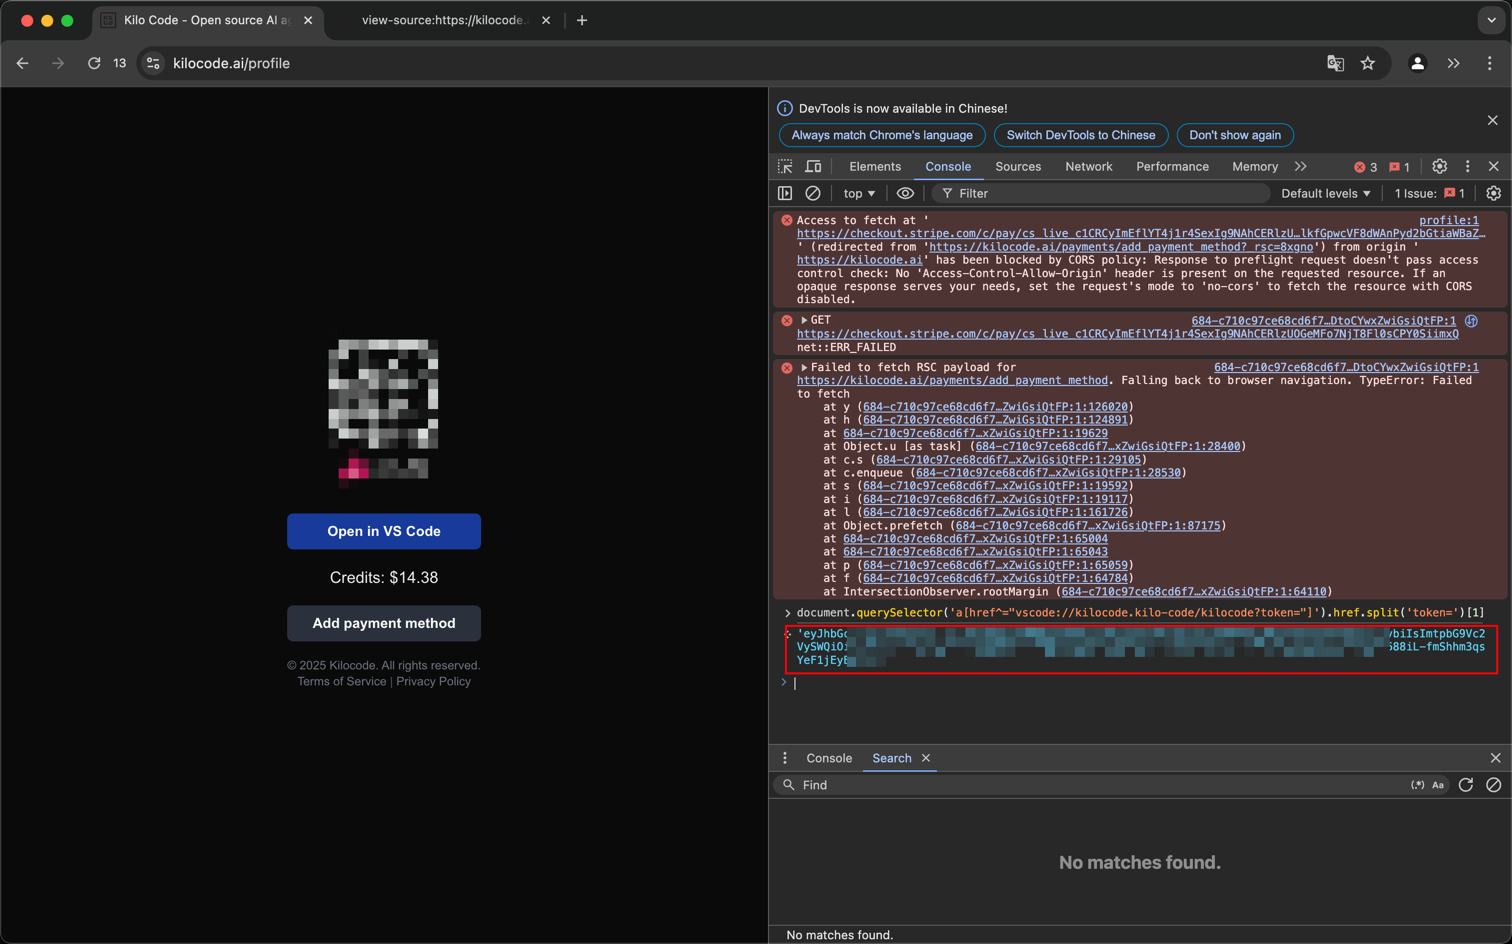 Kilo Code - Open source AI ag
view-source:https://kilocode.
13
kilocode.ai/profile
DevTools is now available in Chinese!
Always match Chrome's language
Switch DevTools to Chinese
Don't show again
Elements
Console
Sources
Network
Performance
Memory
3
1
top
Filter
Default levels
1 Issue:
1
Access to fetch at '
profile:1
https://checkout.stripe.com/c/pay/cs_live_c1CRCyImEflYT4j1r4SexIg9NAhCERlzU…lkfGpwcVF8dWAnPyd2bGtiaWBaZ…
' (redirected from 'https://kilocode.ai/payments/add_payment_method?_rsc=8xgno') from origin '
https://kilocode.ai' has been blocked by CORS policy: Response to preflight request doesn't pass access
control check: No 'Access-Control-Allow-Origin' header is present on the requested resource. If an
opaque response serves your needs, set the request's mode to 'no-cors' to fetch the resource with CORS
disabled.
GET
684-c710c97ce68cd6f7…DtoCYwxZwiGsiQtFP:1
https://checkout.stripe.com/c/pay/cs_live_c1CRCyImEflYT4j1r4SexIg9NAhCERlzUOGeMFo7NjT8Fl0sCPY0SiimxQ
net::ERR_FAILED
Failed to fetch RSC payload for
684-c710c97ce68cd6f7…DtoCYwxZwiGsiQtFP:1
https://kilocode.ai/payments/add_payment_method. Falling back to browser navigation. TypeError: Failed
to fetch
at y (684-c710c97ce68cd6f7…ZwiGsiQtFP:1:126020)
at h (684-c710c97ce68cd6f7…ZwiGsiQtFP:1:124891)
at 684-c710c97ce68cd6f7…xZwiGsiQtFP:1:19629
at Object.u [as task] (684-c710c97ce68cd6f7…xZwiGsiQtFP:1:28400)
at c.s (684-c710c97ce68cd6f7…xZwiGsiQtFP:1:29105)
at c.enqueue (684-c710c97ce68cd6f7…xZwiGsiQtFP:1:28530)
at s (684-c710c97ce68cd6f7…xZwiGsiQtFP:1:19592)
at i (684-c710c97ce68cd6f7…xZwiGsiQtFP:1:19117)
at l (684-c710c97ce68cd6f7…ZwiGsiQtFP:1:161726)
at Object.prefetch (684-c710c97ce68cd6f7…xZwiGsiQtFP:1:87175)
at 684-c710c97ce68cd6f7…xZwiGsiQtFP:1:65004
at 684-c710c97ce68cd6f7…xZwiGsiQtFP:1:65043
at p (684-c710c97ce68cd6f7…xZwiGsiQtFP:1:65059)
at f (684-c710c97ce68cd6f7…xZwiGsiQtFP:1:64784)
at IntersectionObserver.rootMargin (684-c710c97ce68cd6f7…xZwiGsiQtFP:1:64110)
document.querySelector('a[href^="vscode://kilocode.kilo-code/kilocode?token="]').href.split('token=')[1]
'eyJhbGc
biIsImtpbG9Vc2
VySWQiOi
588iL-fmShhm3qs
YeF1jEyE
Open in VS Code
Credits: $14.38
Add payment method
© 2025 Kilocode. All rights reserved.
Terms of Service | Privacy Policy
Console
Search
Find
(.*)
Aa
No matches found.
No matches found.